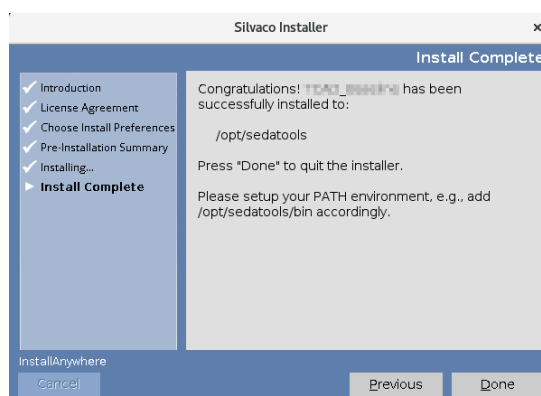 Silvaco Installer
×
Install Complete
Introduction
License Agreement
Choose Install Preferences
Pre-Installation Summary
Installing...
Install Complete
Congratulations! has been
successfully installed to:
/opt/sedatools
Press "Done" to quit the installer.
Please setup your PATH environment, e.g., add
/opt/sedatools/bin accordingly.
InstallAnywhere
Cancel
Previous
Done